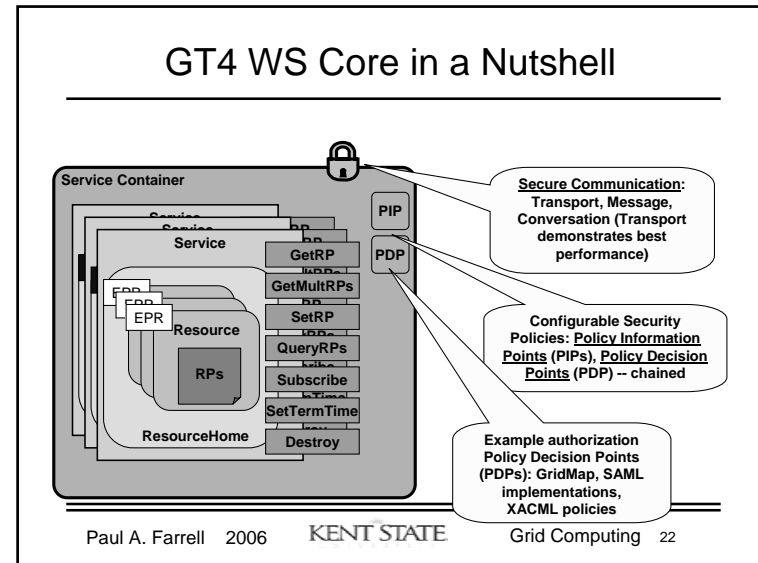 GT4 WS Core in a Nutshell
Service Container
Service
Service
Service
GetRP
GetMultRPs
SetRP
QueryRPs
Subscribe
SetTermTime
Destroy
EPR
EPR
EPR
Resource
RPs
ResourceHome
PIP
PDP
Secure Communication:
Transport, Message,
Conversation (Transport
demonstrates best
performance)
Configurable Security
Policies: Policy Information
Points (PIPs), Policy Decision
Points (PDP) -- chained
Example authorization
Policy Decision Points
(PDPs): GridMap, SAML
implementations,
XACML policies
Paul A. Farrell 2006 KENT STATE Grid Computing 22